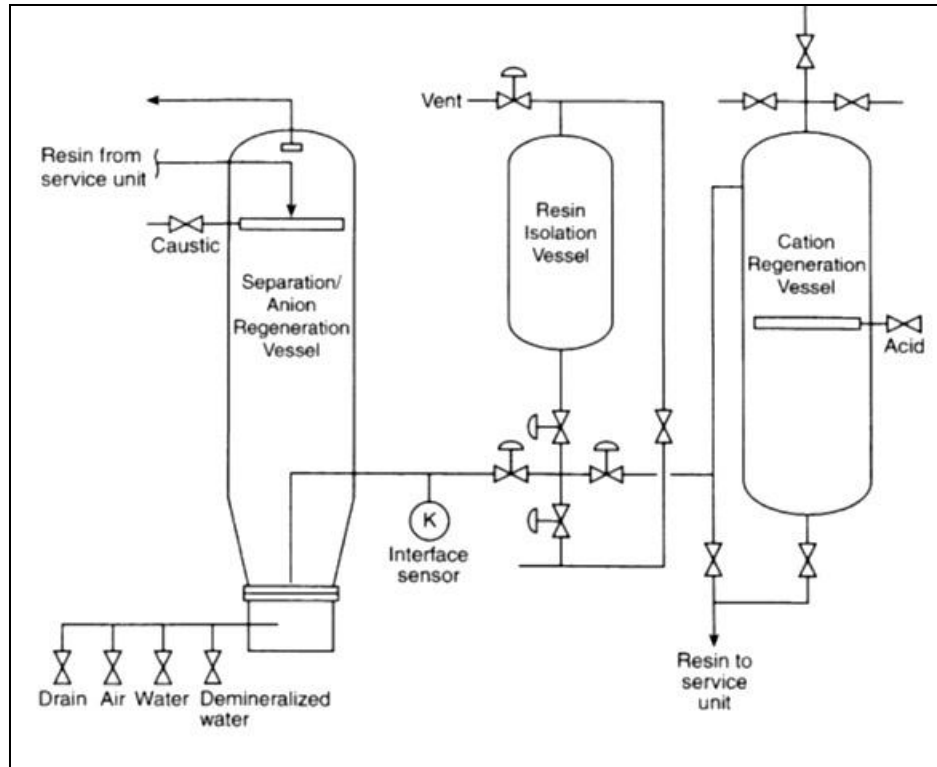 Vent
Resin from
service unit
Caustic
Separation/
Anion
Regeneration
Vessel
Resin
Isolation
Vessel
Cation
Regeneration
Vessel
Acid
K
Interface
sensor
Drain Air Water Demineralized
water
Resin to
service
unit